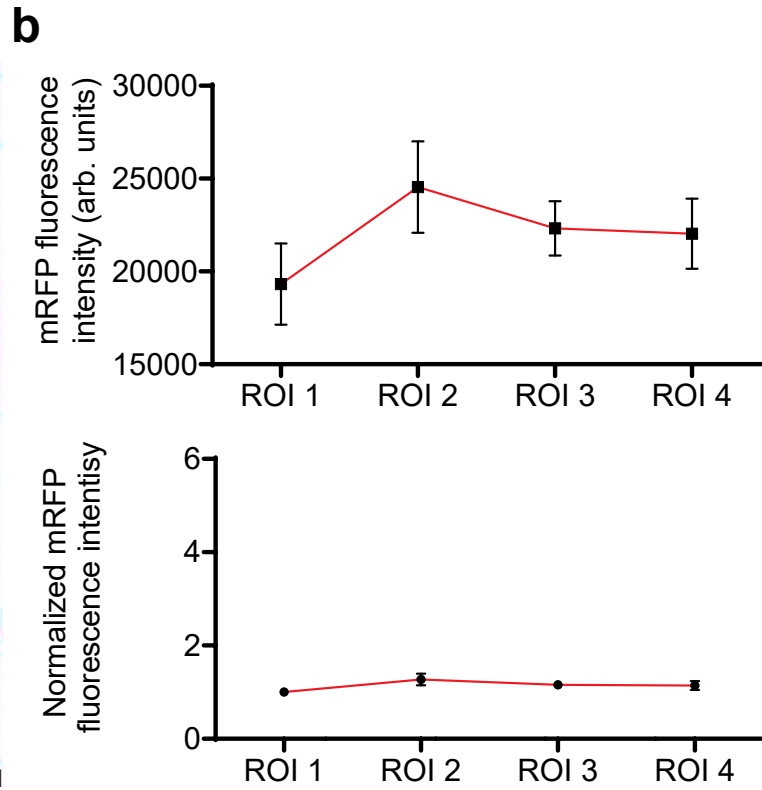 b
mRFP fluorescence
intensity (arb. units)
30000
25000
20000
15000
ROI 1 ROI 2 ROI 3 ROI 4
Normalized mRFP
fluorescence intentisy
6
4
2
0
ROI 1 ROI 2 ROI 3 ROI 4